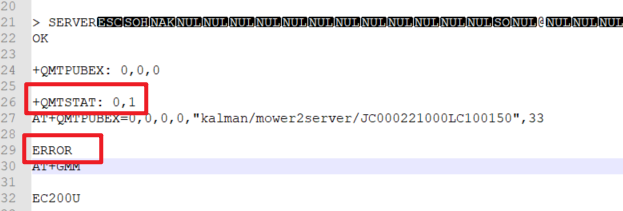 20
21 > SERVERESCSOHNAKNULNULNULNULNULNULNULNULNULNULNULNULNULSONUL@NULNULNUL
22 OK
23
24 +QMTPUBEX: 0,0,0
25
26 +QMTSTAT: 0,1
27 AT+QMTPUBEX=0,0,0,0,"kalman/mower2server/JC000221000LC100150",33
28
29 ERROR
30 AT+GMM
31
32 EC200U